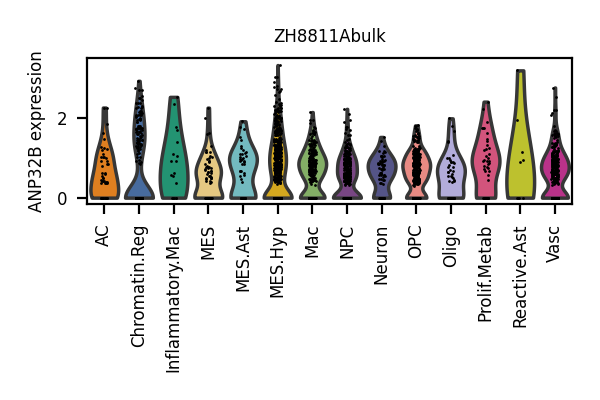 ZH8811Abulk
ANP32B expression
2
0
AC
Chromatin.Reg
Inflammatory.Mac
MES
MES.Ast
MES.Hyp
Mac
NPC
Neuron
OPC
Oligo
Prolif.Metab
Reactive.Ast
Vasc